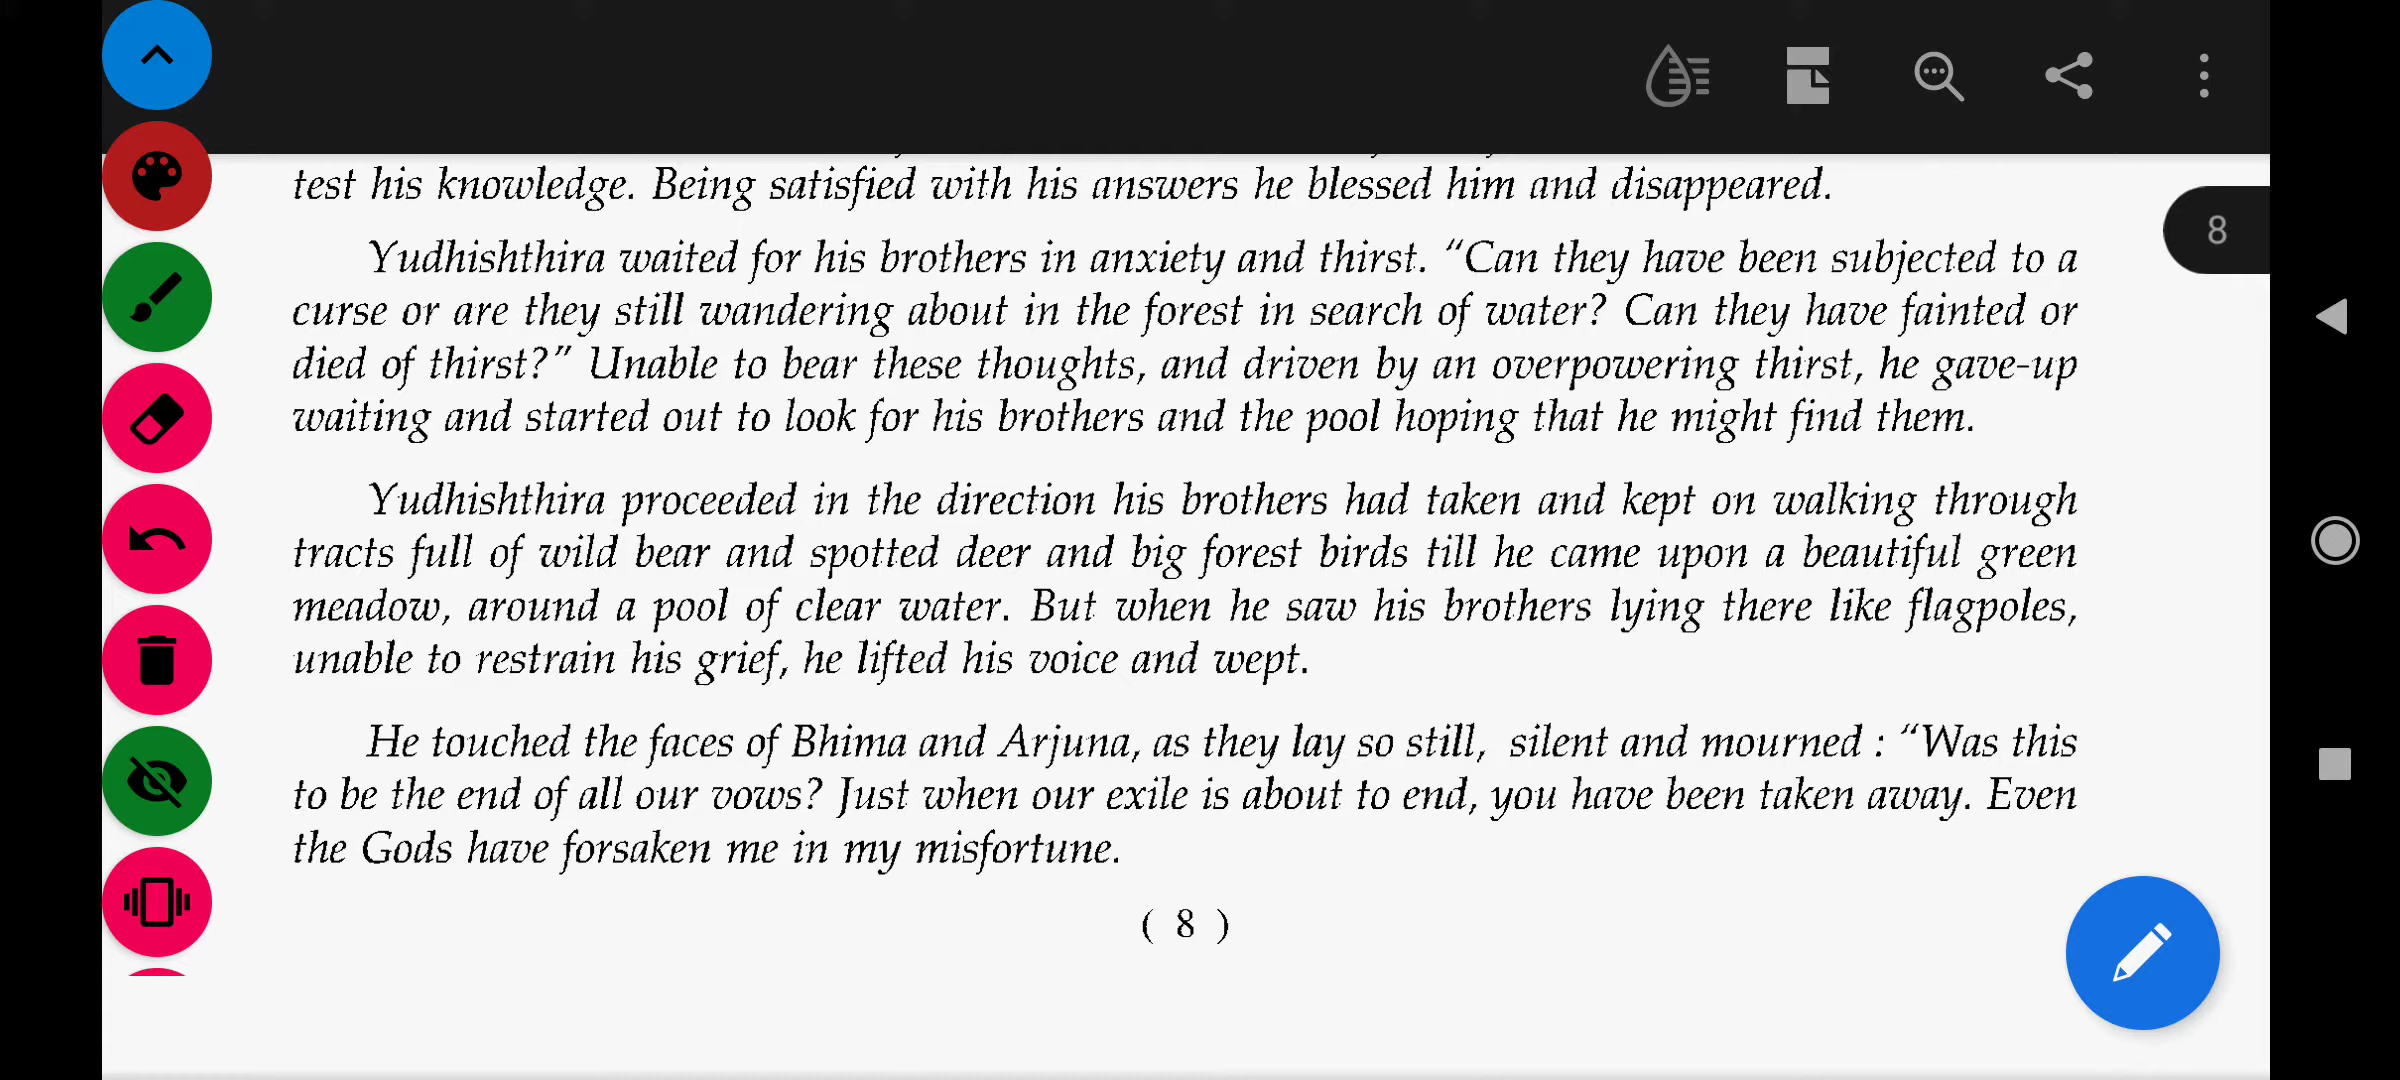 test his knowledge. Being satisfied with his answers he blessed him and disappeared.
8
Yudhishthira waited for his brothers in anxiety and thirst. “Can they have been subjected to a
curse or are they still wandering about in the forest in search of water? Can they have fainted or
died of thirst?” Unable to bear these thoughts, and driven by an overpowering thirst, he gave-up
waiting and started out to look for his brothers and the pool hoping that he might find them.
Yudhishthira proceeded in the direction his brothers had taken and kept on walking through
tracts full of wild bear and spotted deer and big forest birds till he came upon a beautiful green
meadow, around a pool of clear water. But when he saw his brothers lying there like flagpoles,
unable to restrain his grief, he lifted his voice and wept.
He touched the faces of Bhima and Arjuna, as they lay so still, silent and mourned : “Was this
to be the end of all our vows? Just when our exile is about to end, you have been taken away. Even
the Gods have forsaken me in my misfortune.
( 8 )